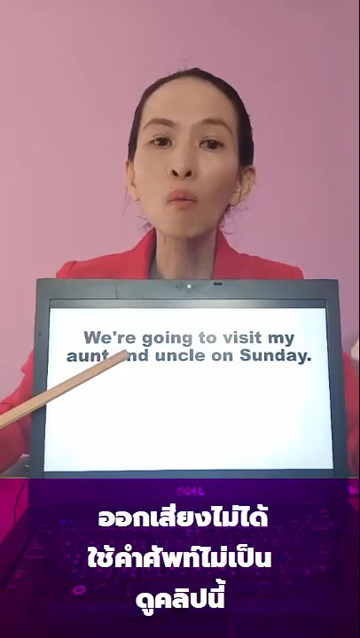 We're going to visit my
aunt and uncle on Sunday.
ออกเสียงไม่ได้
ใช้คำศัพท์ไม่เป็น
ดูคลิปนี้